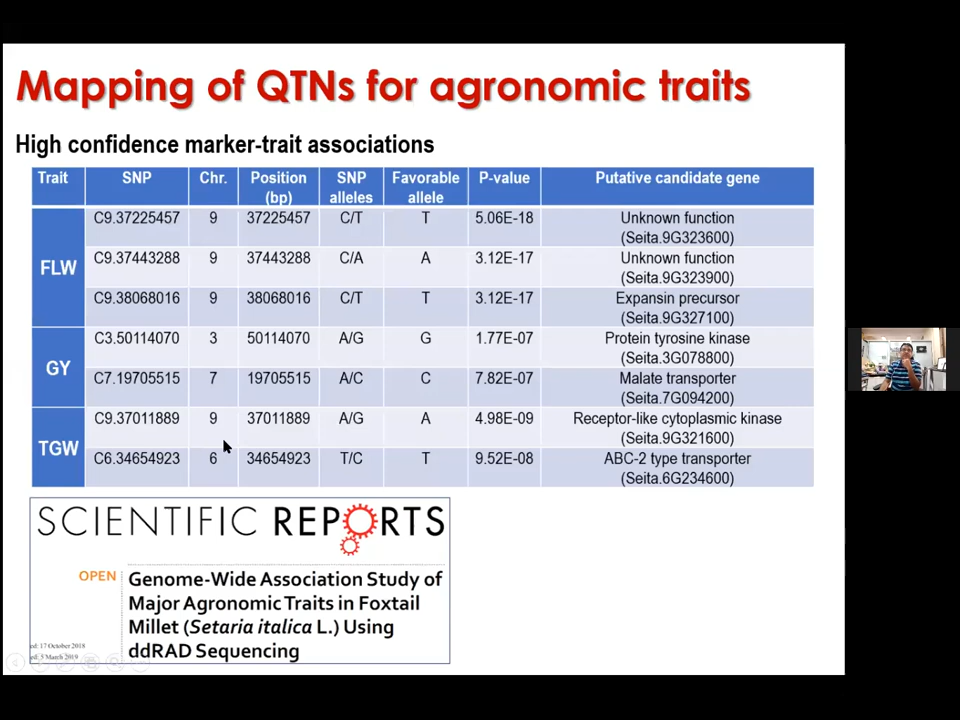 Mapping of QTNs for agronomic traits
High confidence marker-trait associations
Trait SNP Chr. Position (bp) SNP alleles Favorable allele P-value Putative candidate gene
FLW
C9.37225457 9 37225457 C/T T 5.06E-18 Unknown function (Seita.9G323600)
C9.37443288 9 37443288 C/A A 3.12E-17 Unknown function (Seita.9G323900)
C9.38068016 9 38068016 C/T T 3.12E-17 Expansin precursor (Seita.9G327100)
GY
C3.50114070 3 50114070 A/G G 1.77E-07 Protein tyrosine kinase (Seita.3G078800)
C7.19705515 7 19705515 A/C C 7.82E-07 Malate transporter (Seita.7G094200)
TGW
C9.37011889 9 37011889 A/G A 4.98E-09 Receptor-like cytoplasmic kinase (Seita.9G321600)
C6.34654923 6 34654923 T/C T 9.52E-08 ABC-2 type transporter (Seita.6G234600)
SCIENTIFIC REPORTS
OPEN
Genome-Wide Association Study of
Major Agronomic Traits in Foxtail
Millet (Setaria italica L.) Using
ddRAD Sequencing
ed: 17 October 2018
ed: 5 March 2019